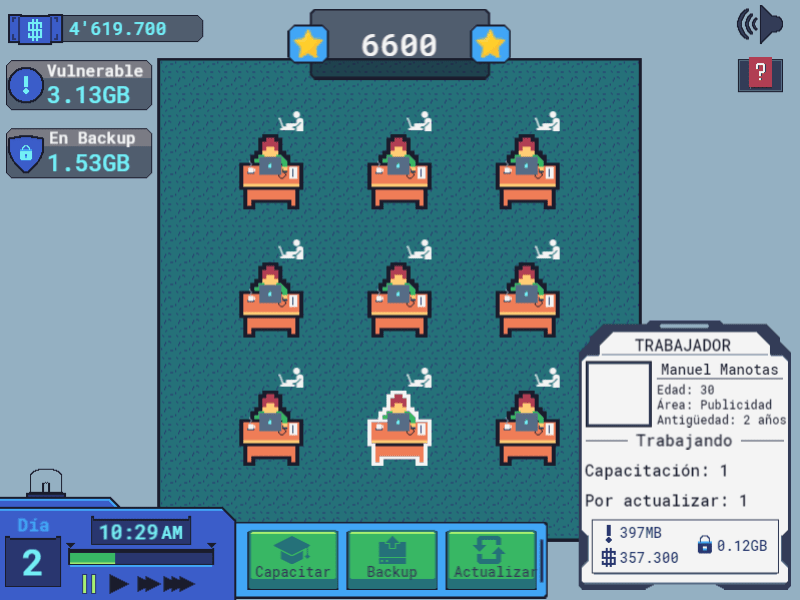 4'619.700
6600
Vulnerable
3.13GB
En Backup
1.53GB
?
TRABAJADOR
Manuel Manotas
Edad: 30
Área: Publicidad
Antigüedad: 2 años
Trabajando
Capacitación: 1
Por actualizar: 1
397MB
357.300
0.12GB
Día
2
10:29AM
Capacitar
Backup
Actualizar